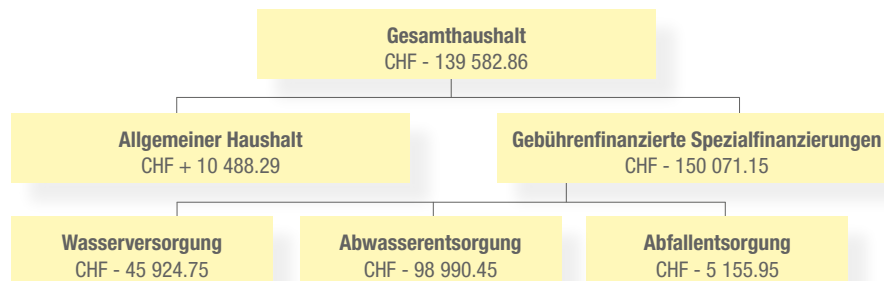 Gesamthaushalt
CHF - 139 582.86
Allgemeiner Haushalt
CHF + 10 488.29
Gebührenfinanzierte Spezialfinanzierungen
CHF - 150 071.15
Wasserversorgung
CHF - 45 924.75
Abwasserentsorgung
CHF - 98 990.45
Abfallentsorgung
CHF - 5 155.95